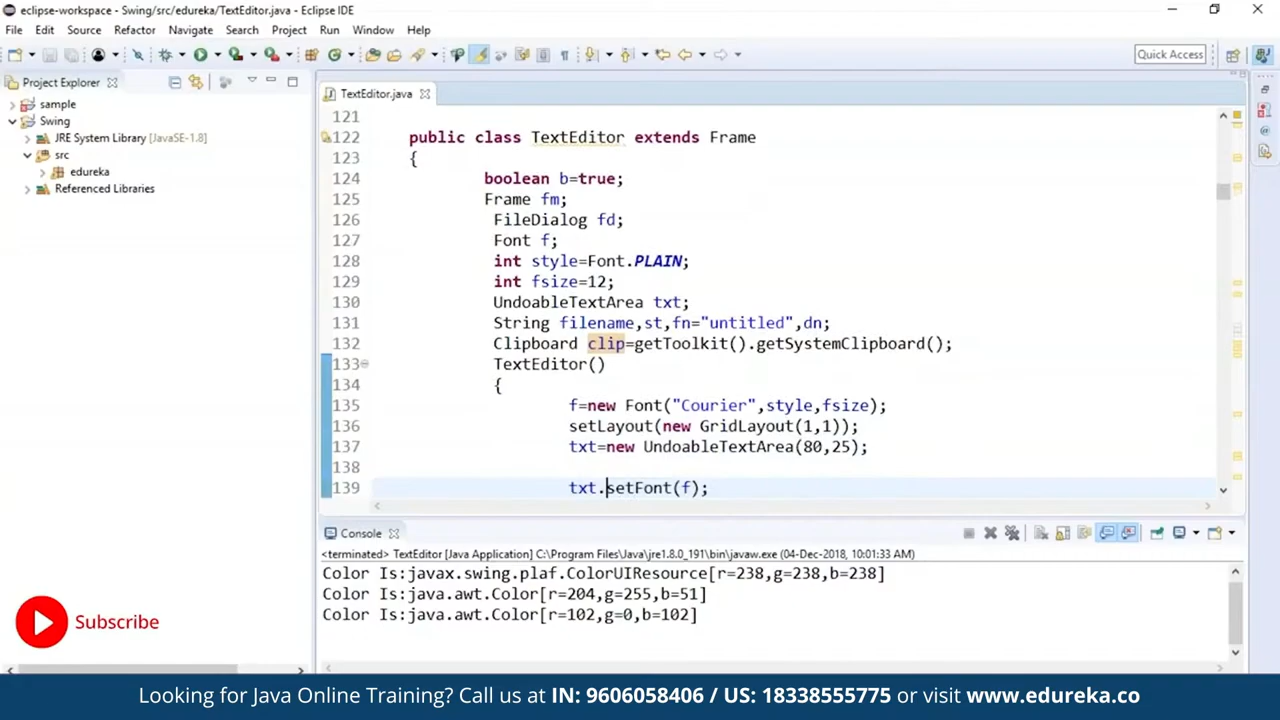 eclipse-workspace - Swing/src/edureka/TextEditor.java - Eclipse IDE
File Edit Source Refactor Navigate Search Project Run Window Help
Quick Access
Project Explorer
sample
Swing
JRE System Library [JavaSE-1.8]
src
edureka
Referenced Libraries
TextEditor.java
121
122 public class TextEditor extends Frame
123 {
124 boolean b=true;
125 Frame fm;
126 FileDialog fd;
127 Font f;
128 int style=Font.PLAIN;
129 int fsize=12;
130 UndoableTextArea txt;
131 String filename,st,fn="untitled",dn;
132 Clipboard clip=getToolkit().getSystemClipboard();
133 TextEditor()
134 {
135 f=new Font("Courier",style,fsize);
136 setLayout(new GridLayout(1,1));
137 txt=new UndoableTextArea(80,25);
138
139 txt.setFont(f);
Console
<terminated> TextEditor [Java Application] C:\Program Files\Java\jre1.8.0_191\bin\javaw.exe (04-Dec-2018, 10:01:33 AM)
Color Is:javax.swing.plaf.ColorUIResource[r=238,g=238,b=238]
Color Is:java.awt.Color[r=204,g=255,b=51]
Color Is:java.awt.Color[r=102,g=0,b=102]
Subscribe
Looking for Java Online Training? Call us at IN: 9606058406 / US: 18338555775 or visit www.edureka.co